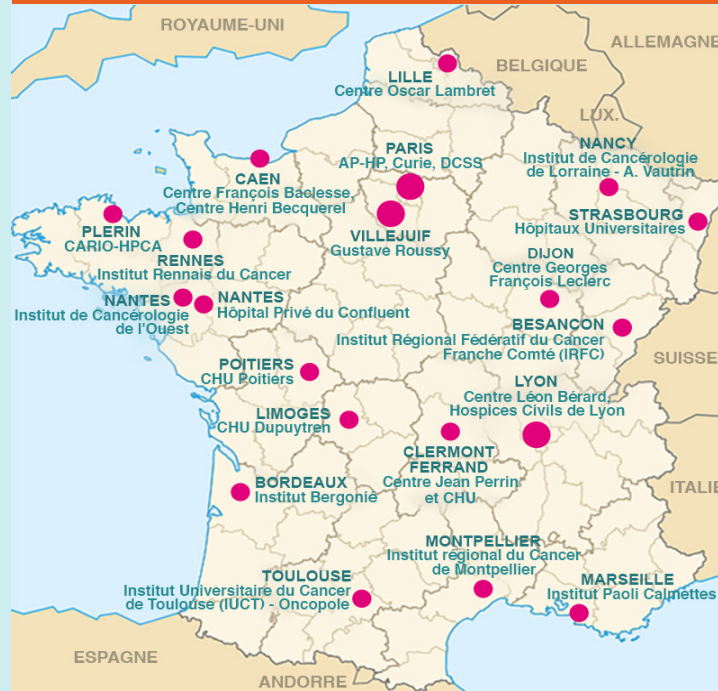 ROYAUME-UNI
ALLEMAGNE
BELGIQUE
LILLE
Centre Oscar Lambret
LUX.
PARIS
AP-HP, Curie, DCSS
NANCY
Institut de Cancérologie
de Lorraine - A. Vautrin
CAEN
Centre François Baclesse,
Centre Henri Becquerel
STRASBOURG
Hôpitaux Universitaires
PLERIN
CARIO-HPCA
VILLEJUIF
Gustave Roussy
RENNES
Institut Rennais du Cancer
DIJON
Centre Georges
François Leclerc
NANTES
Institut de Cancérologie
de l'Ouest
NANTES
Hôpital Privé du Confluent
BESANCON
Institut Régional Fédératif du Cancer
Franche Comté (IRFC)
SUISSE
POITIERS
CHU Poitiers
LYON
Centre Léon Bérard,
Hospices Civils de Lyon
LIMOGES
CHU Dupuytren
CLERMONT
FERRAND
Centre Jean Perrin
et CHU
BORDEAUX
Institut Bergonié
ITALIE
MONTPELLIER
Institut régional du Cancer
de Montpellier
TOULOUSE
Institut Universitaire du Cancer
de Toulouse (IUCT) - Oncopole
MARSEILLE
Institut Paoli Calmettes
ESPAGNE
ANDORRE